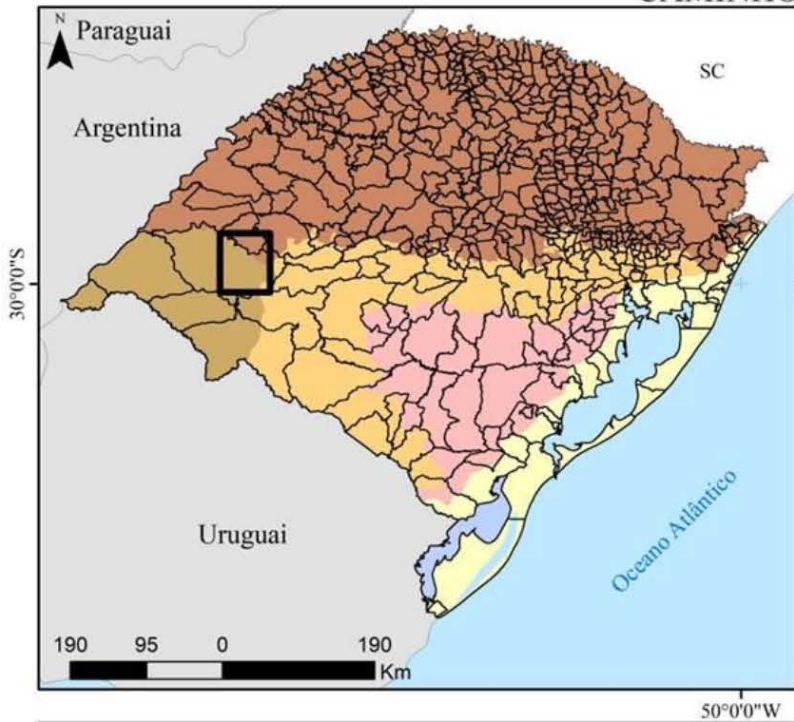 N
Paraguai
SC
Argentina
30°0'0"S
Uruguai
Oceano Atlântico
190 95 0 190
Km
50°0'0"W